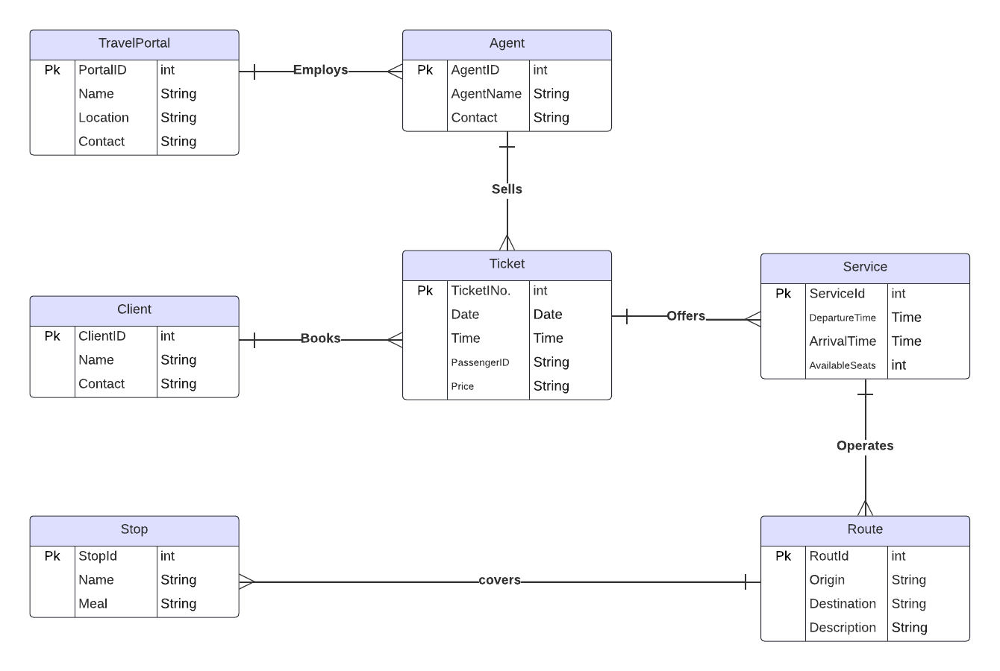 TravelPortal
Pk PortalID int
Name String
Location String
Contact String
Employs
Agent
Pk AgentID int
AgentName String
Contact String
Sells
Client
Pk ClientID int
Name String
Contact String
Books
Ticket
Pk TicketINo. int
Date Date
Time Time
PassengerID String
Price String
Offers
Service
Pk ServiceId int
DepartureTime Time
ArrivalTime Time
AvailableSeats int
Operates
Stop
Pk StopId int
Name String
Meal String
covers
Route
Pk RoutId int
Origin String
Destination String
Description String